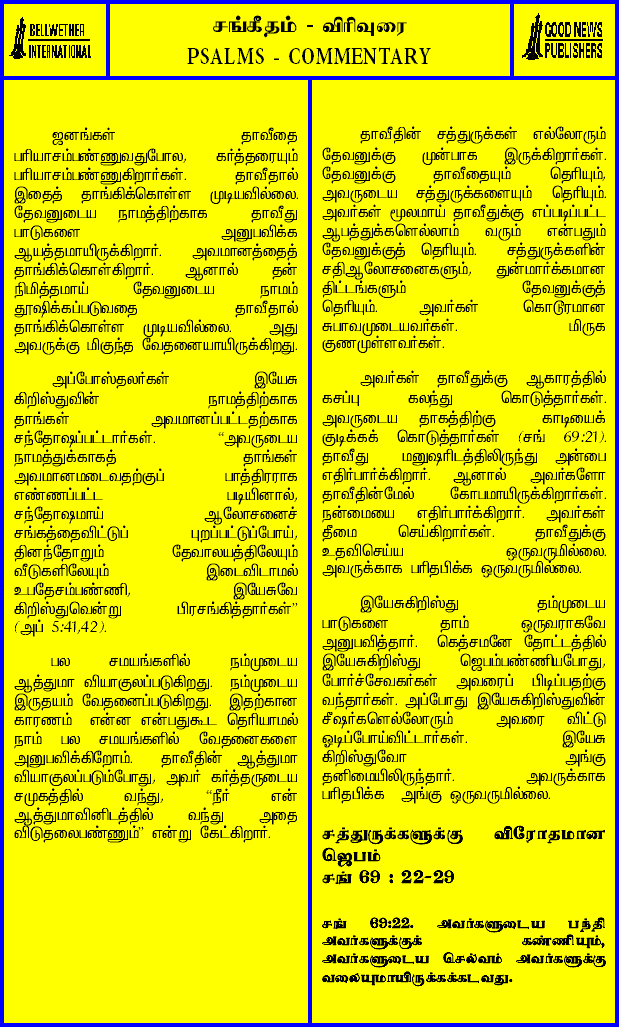 BELLWETHER
INTERNATIONAL
சங்கீதம் - விரிவுரை
PSALMS - COMMENTARY
GOOD NEWS
PUBLISHERS
ஜனங்கள் தாவீதை
பரியாசம்பண்ணுவதுபோல, கர்த்தரையும்
பரியாசம்பண்ணுகிறார்கள். தாவீதால்
இதைத் தாங்கிக்கொள்ள முடியவில்லை.
தேவனுடைய நாமத்திற்காக தாவீது
பாடுகளை அனுபவிக்க
ஆயத்தமாயிருக்கிறார். அவமானத்தைத்
தாங்கிக்கொள்கிறார். ஆனால் தன்
நிமித்தமாய் தேவனுடைய நாமம்
தூஷிக்கப்படுவதை தாவீதால்
தாங்கிக்கொள்ள முடியவில்லை. அது
அவருக்கு மிகுந்த வேதனையாயிருக்கிறது.
அப்போஸ்தலர்கள் இயேசு
கிறிஸ்துவின் நாமத்திற்காக
தாங்கள் அவமானப்பட்டதற்காக
சந்தோஷப்பட்டார்கள். “அவருடைய
நாமத்துக்காகத் தாங்கள்
அவமானமடைவதற்குப் பாத்திரராக
எண்ணப்பட்ட படியினால்,
சந்தோஷமாய் ஆலோசனைச்
சங்கத்தைவிட்டுப் புறப்பட்டுப்போய்,
தினந்தோறும் தேவாலயத்திலேயும்
வீடுகளிலேயும் இடைவிடாமல்
உபதேசம்பண்ணி, இயேசுவே
கிறிஸ்துவென்று பிரசங்கித்தார்கள்”
(அப் 5:41,42).
பல சமயங்களில் நம்முடைய
ஆத்துமா வியாகுலப்படுகிறது. நம்முடைய
இருதயம் வேதனைப்படுகிறது. இதற்கான
காரணம் என்ன என்பதுகூட தெரியாமல்
நாம் பல சமயங்களில் வேதனைகளை
அனுபவிக்கிறோம். தாவீதின் ஆத்துமா
வியாகுலப்படும்போது, அவர் கர்த்தருடைய
சமுகத்தில் வந்து, “நீர் என்
ஆத்துமாவினிடத்தில் வந்து அதை
விடுதலைபண்ணும்” என்று கேட்கிறார்.
தாவீதின் சத்துருக்கள் எல்லோரும்
தேவனுக்கு முன்பாக இருக்கிறார்கள்.
தேவனுக்கு தாவீதையும் தெரியும்,
அவருடைய சத்துருக்களையும் தெரியும்.
அவர்கள் மூலமாய் தாவீதுக்கு எப்படிப்பட்ட
ஆபத்துக்களெல்லாம் வரும் என்பதும்
தேவனுக்குத் தெரியும். சத்துருக்களின்
சதிஆலோசனைகளும், துன்மார்க்கமான
திட்டங்களும் தேவனுக்குத்
தெரியும். அவர்கள் கொடூரமான
சுபாவமுடையவர்கள். மிருக
குணமுள்ளவர்கள்.
அவர்கள் தாவீதுக்கு ஆகாரத்தில்
கசப்பு கலந்து கொடுத்தார்கள்.
அவருடைய தாகத்திற்கு காடியைக்
குடிக்கக் கொடுத்தார்கள் (சங் 69:21).
தாவீது மனுஷரிடத்திலிருந்து அன்பை
எதிர்பார்க்கிறார். ஆனால் அவர்களோ
தாவீதின்மேல் கோபமாயிருக்கிறார்கள்.
நன்மையை எதிர்பார்க்கிறார். அவர்கள்
தீமை செய்கிறார்கள். தாவீதுக்கு
உதவிசெய்ய ஒருவருமில்லை.
அவருக்காக பரிதபிக்க ஒருவருமில்லை.
இயேசுகிறிஸ்து தம்முடைய
பாடுகளை தாம் ஒருவராகவே
அனுபவித்தார். கெத்சமனே தோட்டத்தில்
இயேசுகிறிஸ்து ஜெபம்பண்ணியபோது,
போர்ச்சேவகர்கள் அவரைப் பிடிப்பதற்கு
வந்தார்கள். அப்போது இயேசுகிறிஸ்துவின்
சீஷர்களெல்லோரும் அவரை விட்டு
ஓடிப்போய்விட்டார்கள். இயேசு
கிறிஸ்துவோ அங்கு
தனிமையிலிருந்தார். அவருக்காக
பரிதபிக்க அங்கு ஒருவருமில்லை.
சத்துருக்களுக்கு விரோதமான
ஜெபம்
சங் 69 : 22-29
சங் 69:22. அவர்களுடைய பந்தி
அவர்களுக்குக் கண்ணியும்,
அவர்களுடைய செல்வம் அவர்களுக்கு
வலையுமாயிருக்கக்கடவது.